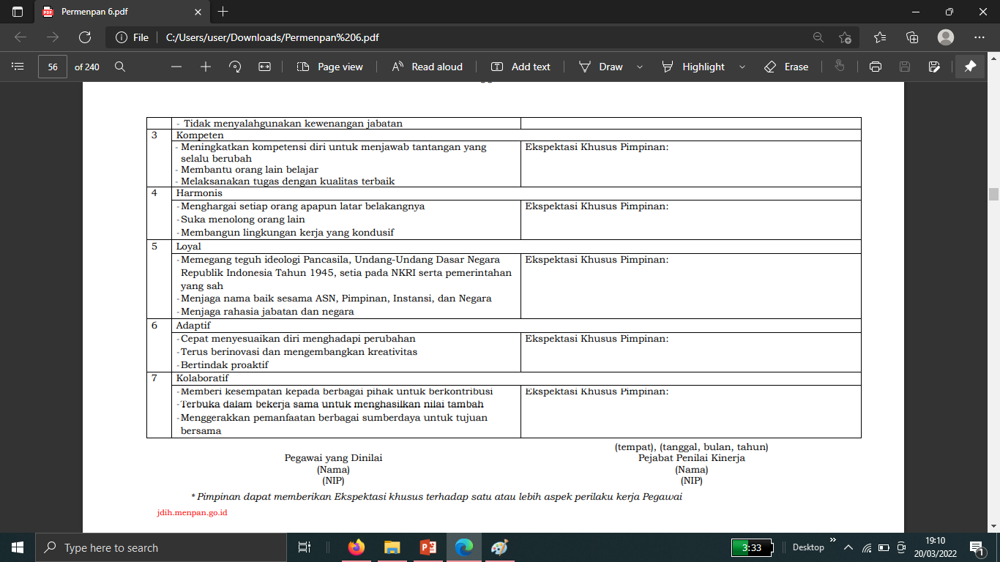 Permenpan 6.pdf
File
C:/Users/user/Downloads/Permenpan%206.pdf
56 of 240
Page view
Read aloud
Add text
Draw
Highlight
Erase
- Tidak menyalahgunakan kewenangan jabatan
3 Kompeten
- Meningkatkan kompetensi diri untuk menjawab tantangan yang
selalu berubah
- Membantu orang lain belajar
- Melaksanakan tugas dengan kualitas terbaik
Ekspektasi Khusus Pimpinan:
4 Harmonis
- Menghargai setiap orang apapun latar belakangnya
- Suka menolong orang lain
- Membangun lingkungan kerja yang kondusif
Ekspektasi Khusus Pimpinan:
5 Loyal
- Memegang teguh ideologi Pancasila, Undang-Undang Dasar Negara
Republik Indonesia Tahun 1945, setia pada NKRI serta pemerintahan
yang sah
- Menjaga nama baik sesama ASN, Pimpinan, Instansi, dan Negara
- Menjaga rahasia jabatan dan negara
Ekspektasi Khusus Pimpinan:
6 Adaptif
- Cepat menyesuaikan diri menghadapi perubahan
- Terus berinovasi dan mengembangkan kreativitas
- Bertindak proaktif
Ekspektasi Khusus Pimpinan:
7 Kolaboratif
- Memberi kesempatan kepada berbagai pihak untuk berkontribusi
- Terbuka dalam bekerja sama untuk menghasilkan nilai tambah
- Menggerakkan pemanfaatan berbagai sumberdaya untuk tujuan
bersama
Ekspektasi Khusus Pimpinan:
(tempat), (tanggal, bulan, tahun)
Pegawai yang Dinilai
(Nama)
(NIP)
Pejabat Penilai Kinerja
(Nama)
(NIP)
* Pimpinan dapat memberikan Ekspektasi khusus terhadap satu atau lebih aspek perilaku kerja Pegawai
jdih.menpan.go.id
Type here to search
3:33
Desktop
19:10
20/03/2022
1